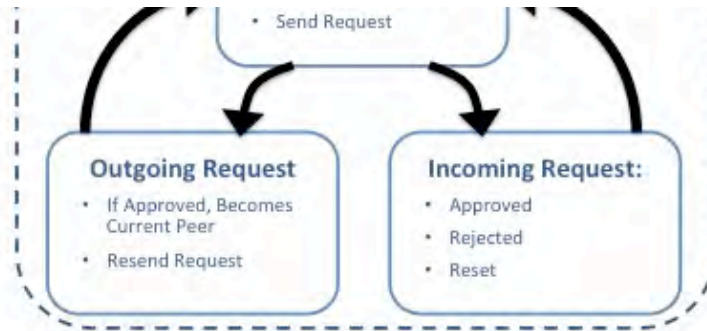 • Send Request
Outgoing Request
• If Approved, Becomes
Current Peer
• Resend Request
Incoming Request:
• Approved
• Rejected
• Reset